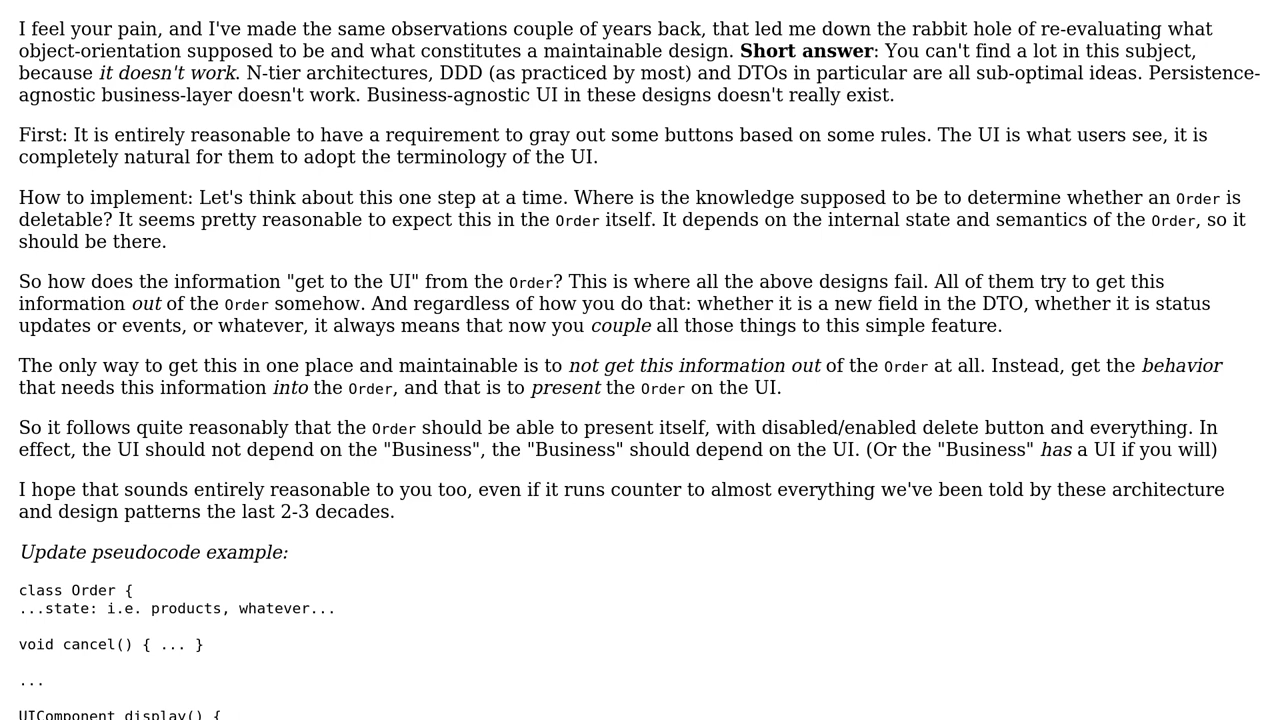 I feel your pain, and I've made the same observations couple of years back, that led me down the rabbit hole of re-evaluating what
object-orientation supposed to be and what constitutes a maintainable design. Short answer: You can't find a lot in this subject,
because it doesn't work. N-tier architectures, DDD (as practiced by most) and DTOs in particular are all sub-optimal ideas. Persistence-
agnostic business-layer doesn't work. Business-agnostic UI in these designs doesn't really exist.
First: It is entirely reasonable to have a requirement to gray out some buttons based on some rules. The UI is what users see, it is
completely natural for them to adopt the terminology of the UI.
How to implement: Let's think about this one step at a time. Where is the knowledge supposed to be to determine whether an Order is
deletable? It seems pretty reasonable to expect this in the Order itself. It depends on the internal state and semantics of the Order, so it
should be there.
So how does the information "get to the UI" from the Order? This is where all the above designs fail. All of them try to get this
information out of the Order somehow. And regardless of how you do that: whether it is a new field in the DTO, whether it is status
updates or events, or whatever, it always means that now you couple all those things to this simple feature.
The only way to get this in one place and maintainable is to not get this information out of the Order at all. Instead, get the behavior
that needs this information into the Order, and that is to present the Order on the UI.
So it follows quite reasonably that the Order should be able to present itself, with disabled/enabled delete button and everything. In
effect, the UI should not depend on the "Business", the "Business" should depend on the UI. (Or the "Business" has a UI if you will)
I hope that sounds entirely reasonable to you too, even if it runs counter to almost everything we've been told by these architecture
and design patterns the last 2-3 decades.
Update pseudocode example:
class Order {
...state: i.e. products, whatever...
void cancel() { ... }
...
UIComponent display() {